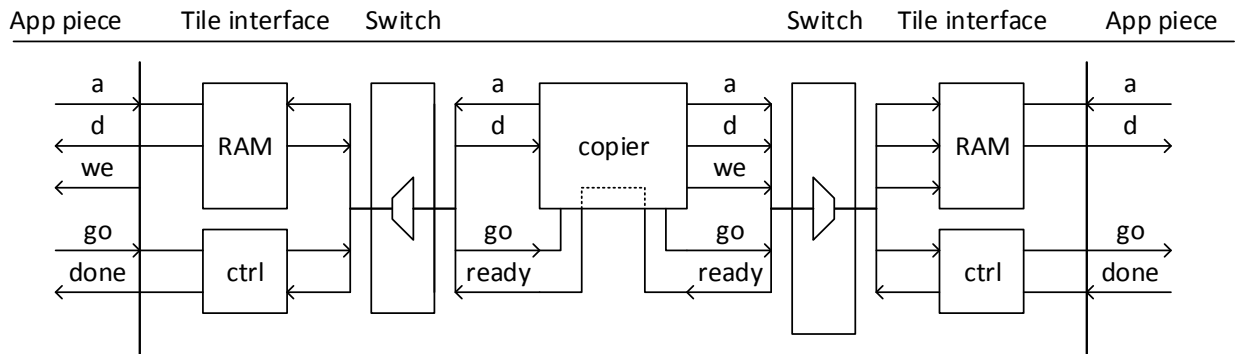 App piece Tile interface Switch Switch Tile interface App piece
a a a a
d d d d
RAM copier RAM
we we
go go go go
done ctrl ready ready ctrl done